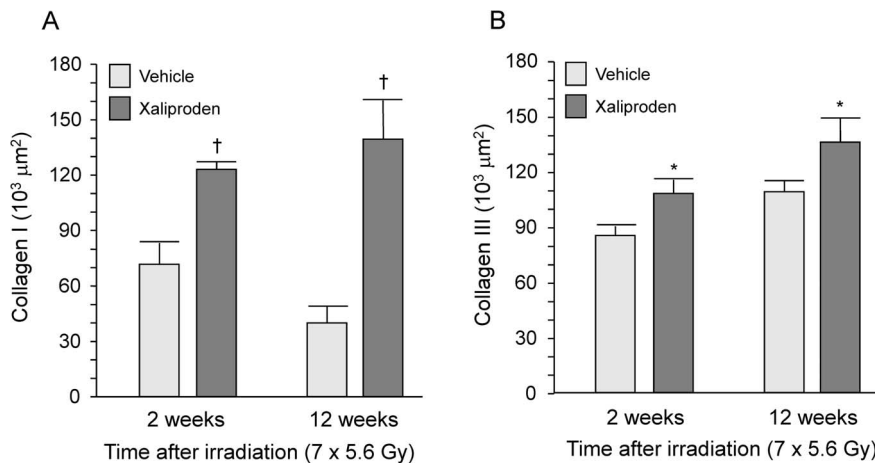 A
180
150
120
90
60
30
0
Collagen I (10³ μm²)
Vehicle
Xaliproden
†
†
2 weeks
12 weeks
Time after irradiation (7 x 5.6 Gy)
B
180
150
110
90
60
30
0
Collagen III (10³ μm²)
Vehicle
Xaliproden
*
*
2 weeks
12 weeks
Time after irradiation (7 x 5.6 Gy)